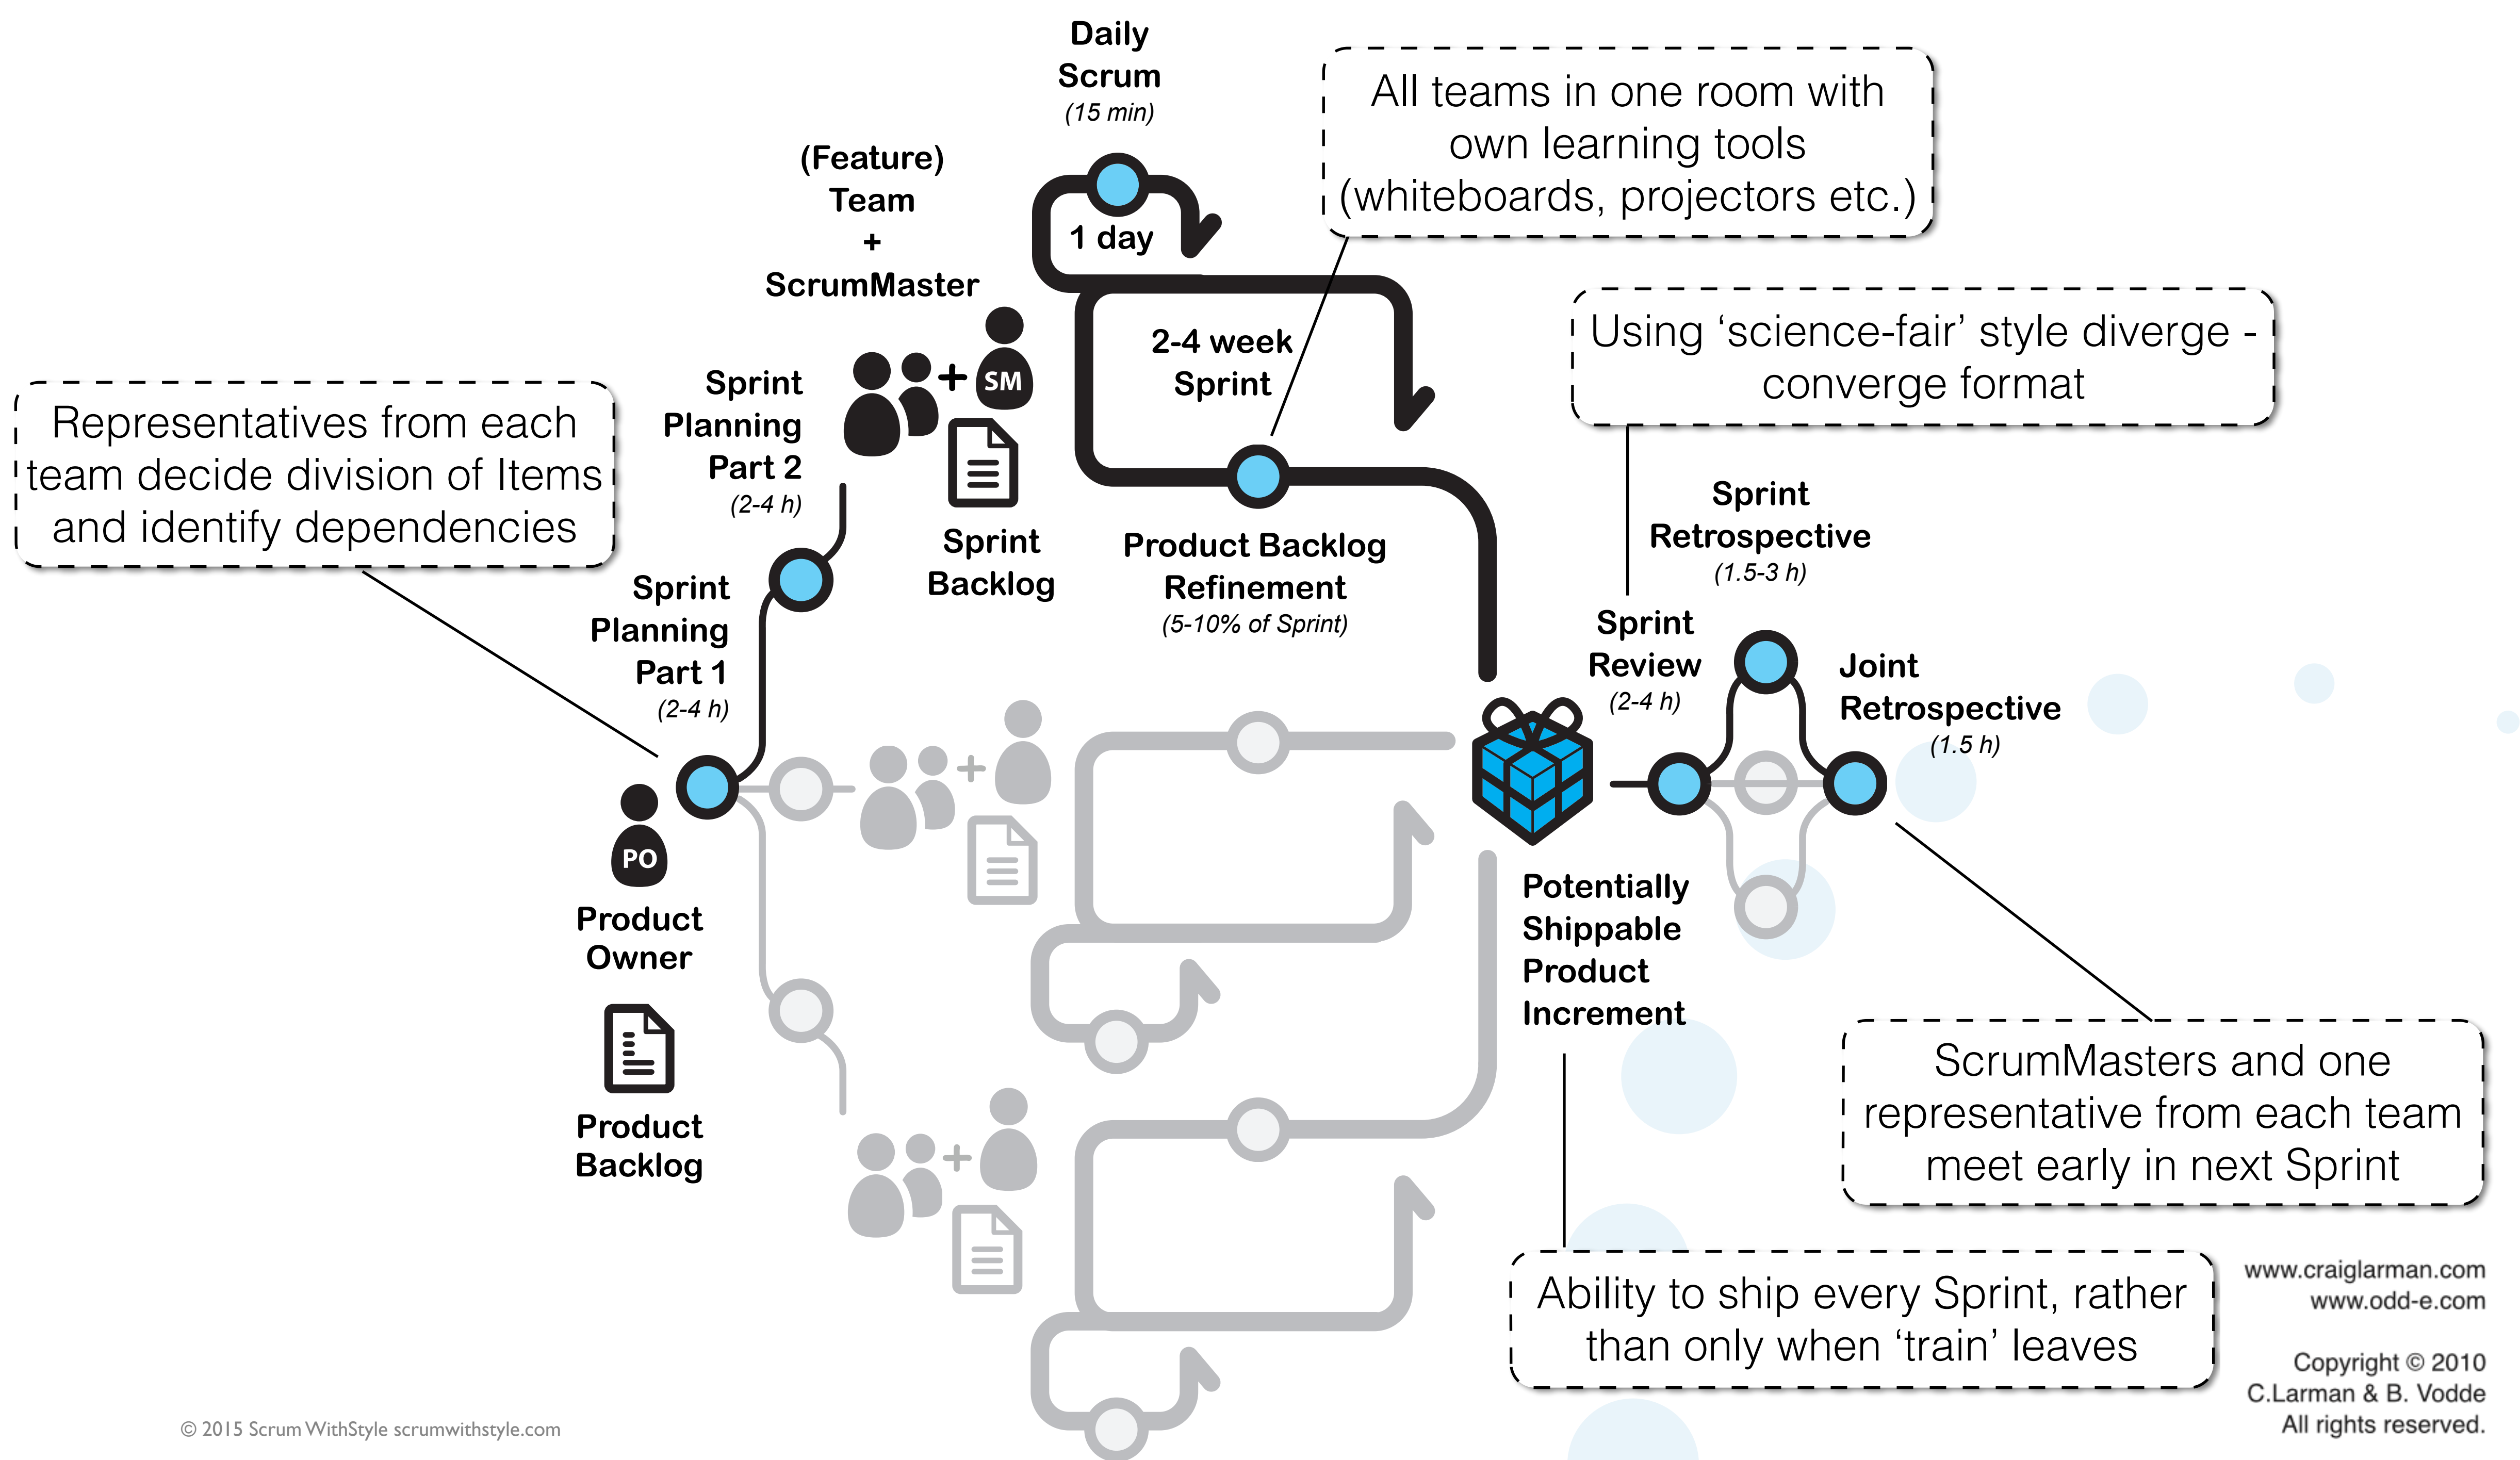 Daily
Scrum
(15 min)
All teams in one room with
own learning tools
(whiteboards, projectors etc.)
(Feature)
Team
+
ScrumMaster
1 day
Using ‘science-fair’ style diverge -
converge format
2-4 week
Sprint
+
SM
Sprint
Planning
Part 2
(2-4 h)
Representatives from each
team decide division of Items
and identify dependencies
Sprint
Retrospective
(1.5-3 h)
Sprint
Backlog
Product Backlog
Refinement
(5-10% of Sprint)
Sprint
Planning
Part 1
(2-4 h)
Sprint
Review
(2-4 h)
Joint
Retrospective
(1.5 h)
+
PO
Product
Owner
Potentially
Shippable
Product
Increment
Product
Backlog
+
ScrumMasters and one
representative from each team
meet early in next Sprint
Ability to ship every Sprint, rather
than only when ‘train’ leaves
www.craiglarman.com
www.odd-e.com
Copyright © 2010
C.Larman & B. Vodde
All rights reserved.
© 2015 Scrum WithStyle scrumwithstyle.com